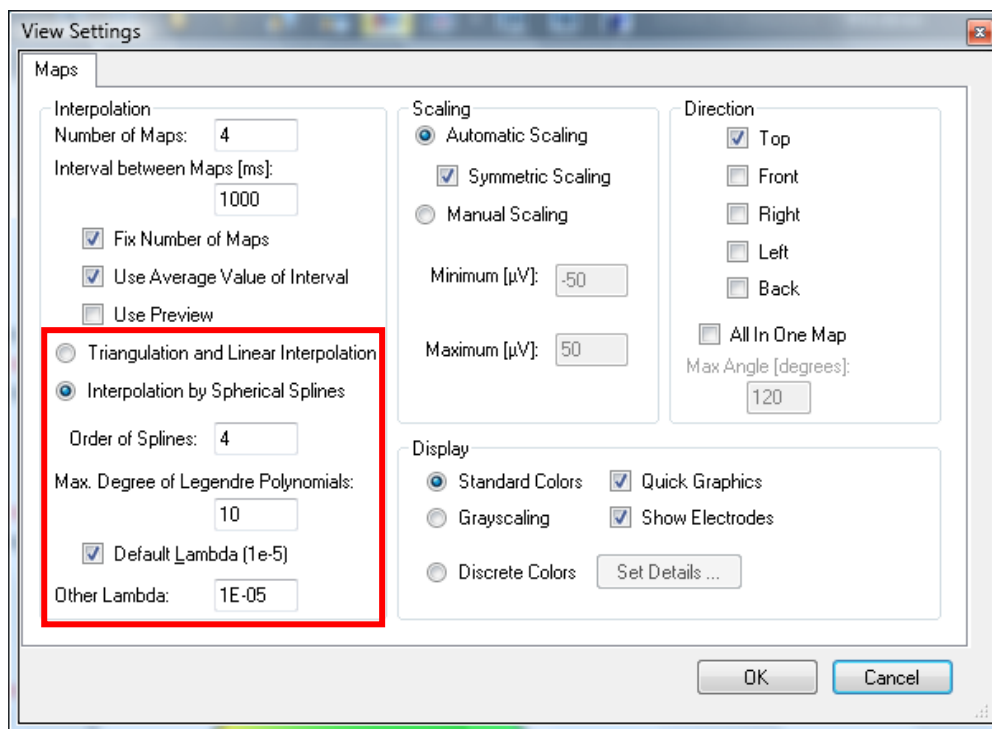 View Settings
Maps
Interpolation
Number of Maps: 4
Interval between Maps [ms]:
1000
Fix Number of Maps
Use Average Value of Interval
Use Preview
Triangulation and Linear Interpolation
Interpolation by Spherical Splines
Order of Splines: 4
Max. Degree of Legendre Polynomials:
10
Default Lambda (1e-5)
Other Lambda: 1E-05
Scaling
Automatic Scaling
Symmetric Scaling
Manual Scaling
Minimum [µV]: -50
Maximum [µV]: 50
Direction
Top
Front
Right
Left
Back
All In One Map
Max Angle [degrees]:
120
Display
Standard Colors Quick Graphics
Grayscaling Show Electrodes
Discrete Colors Set Details ...
OK Cancel